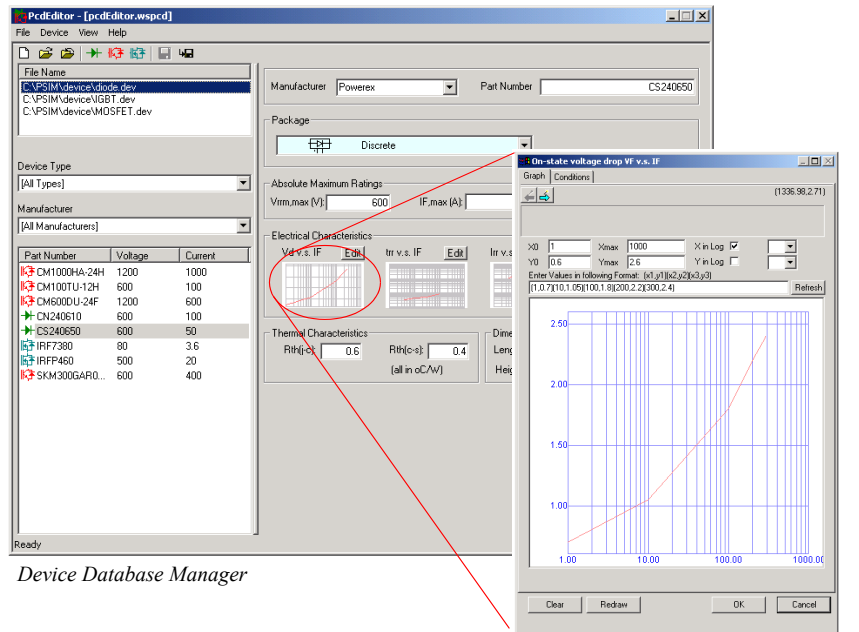 PcdEditor - [pcdEditor.wspcd]
File Device View Help
File Name
C:\PSIM\device\diode.dev
C:\PSIM\device\IGBT.dev
C:\PSIM\device\MOSFET.dev
Device Type
[All Types]
Manufacturer
[All Manufacturers]
Part Number Voltage Current
CM1000HA-24H 1200 1000
CM100TU-12H 600 100
CM600DU-24F 1200 600
CN240610 600 100
CS240650 600 50
IRF7380 80 3.6
IRFP460 500 20
SKM300GAR0... 600 400
Ready
Manufacturer Powerex Part Number CS240650
Package
Discrete
Absolute Maximum Ratings
Vrrm,max (V): 600 IF,max (A):
Electrical Characteristics
Vd v.s. IF Edit trr v.s. IF Edit Irr v.s
Thermal Characteristics
Rth(j-c): 0.6 Rth(c-s): 0.4
(all in oC/W)
Dime
Leng
Heig
On-state voltage drop VF v.s. IF
Graph Conditions
(1336.98,2.71)
X0 1 Xmax 1000 X in Log
Y0 0.6 Ymax 2.6 Y in Log
Enter Values in following Format: (x1,y1)(x2,y2)(x3,y3)
(1,0.7)(10,1.05)(100,1.8)(200,2.2)(300,2.4) Refresh
2.50
2.00
1.50
1.00
1.00 10.00 100.00 1000.00
Clear Redraw OK Cancel
Device Database Manager